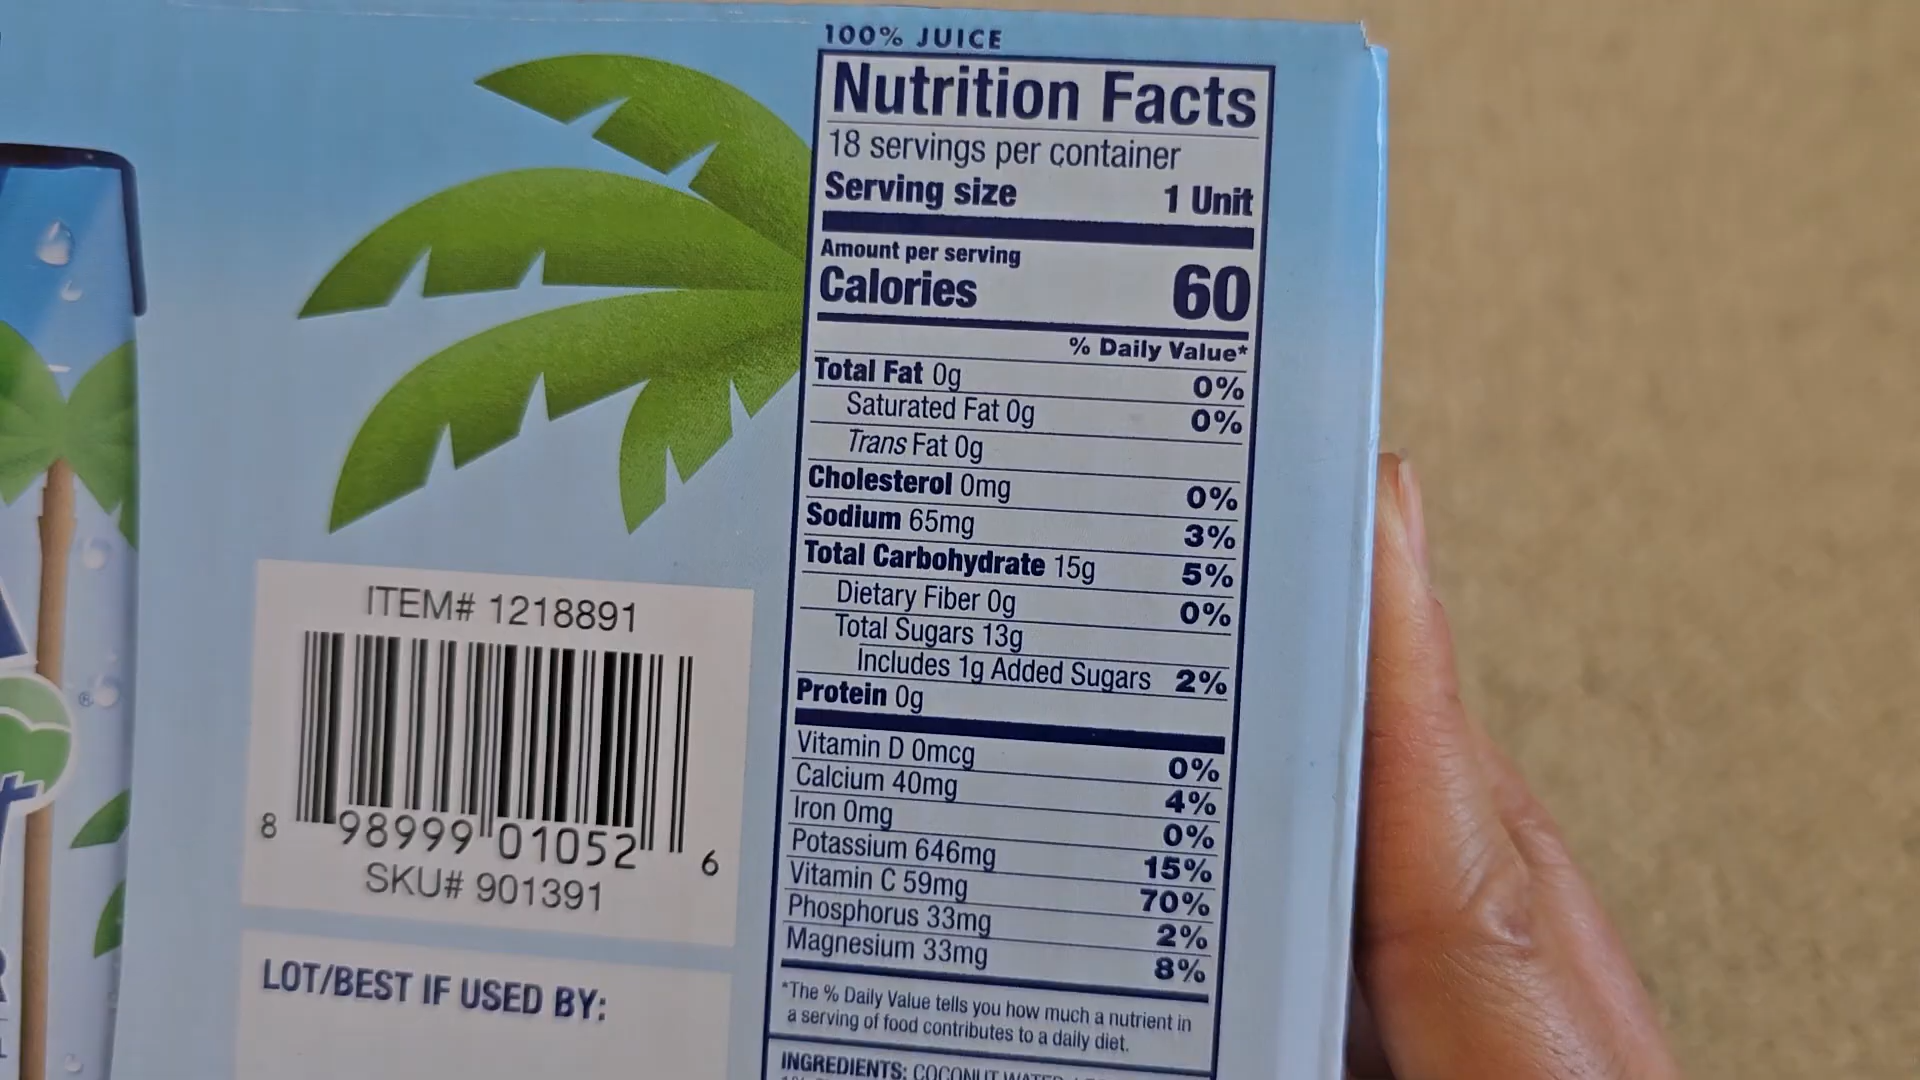 100% JUICE
Nutrition Facts
18 servings per container
Serving size 1 Unit
Amount per serving
Calories 60
% Daily Value*
Total Fat 0g 0%
Saturated Fat 0g 0%
Trans Fat 0g
Cholesterol 0mg 0%
Sodium 65mg 3%
Total Carbohydrate 15g 5%
Dietary Fiber 0g 0%
Total Sugars 13g
Includes 1g Added Sugars 2%
Protein 0g
Vitamin D 0mcg 0%
Calcium 40mg 4%
Iron 0mg 0%
Potassium 646mg 15%
Vitamin C 59mg 70%
Phosphorus 33mg 2%
Magnesium 33mg 8%
*The % Daily Value tells you how much a nutrient in
a serving of food contributes to a daily diet.
INGREDIENTS: COCONUT WATER
ITEM# 1218891
8 98999 01052 6
SKU# 901391
LOT/BEST IF USED BY:
®